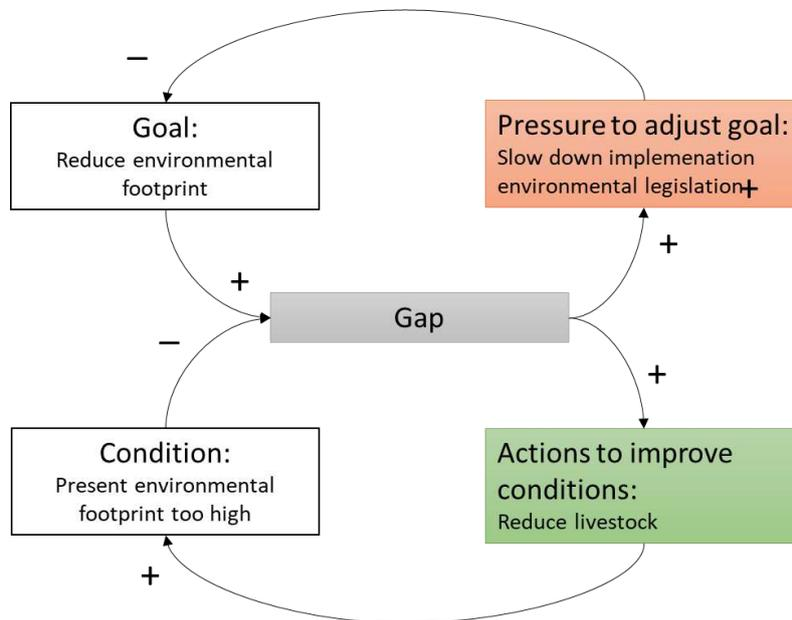 −
Goal:
Reduce environmental
footprint
Pressure to adjust goal:
Slow down implemenation
environmental legislation+
+
+
Gap
−
+
Condition:
Present environmental
footprint too high
Actions to improve
conditions:
Reduce livestock
+